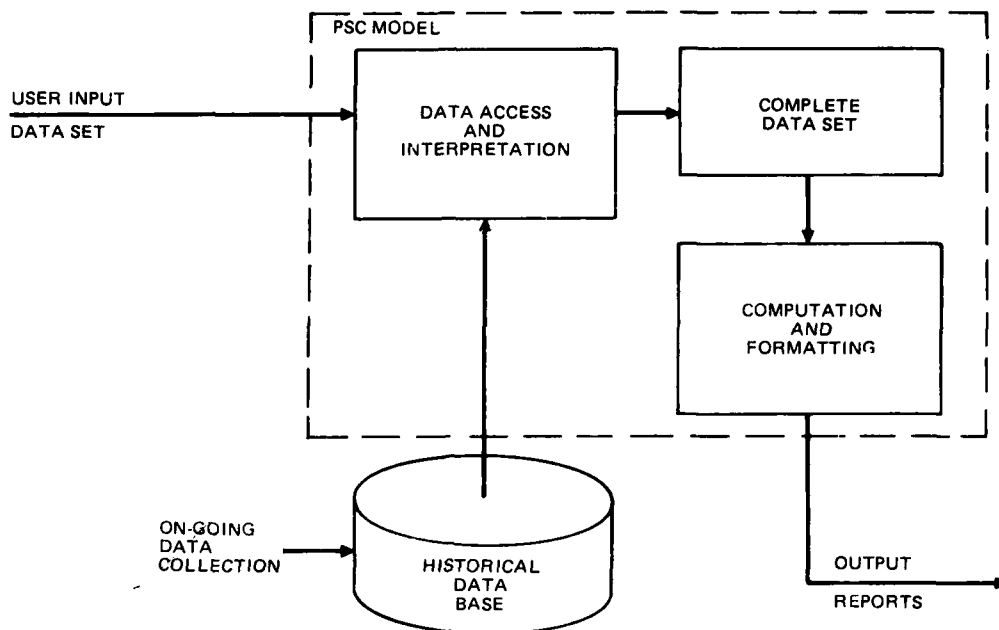 PSC MODEL
USER INPUT
DATA SET
DATA ACCESS
AND
INTERPRETATION
COMPLETE
DATA SET
COMPUTATION
AND
FORMATTING
ON-GOING
DATA
COLLECTION
HISTORICAL
DATA
BASE
OUTPUT
REPORTS